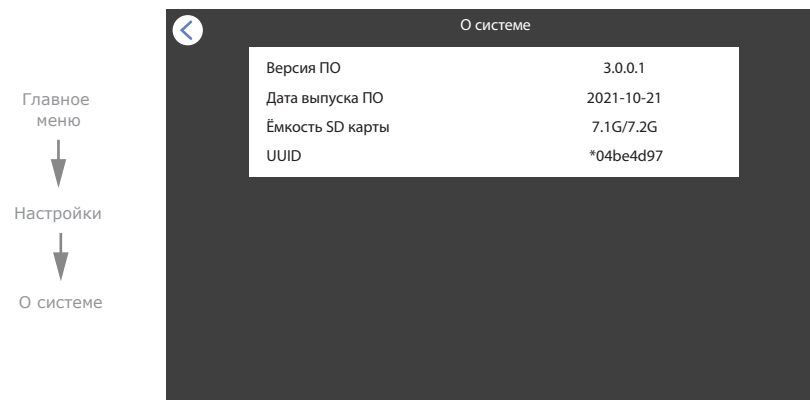 Главное
меню
Настройки
О системе
О системе
Версия ПО 3.0.0.1
Дата выпуска ПО 2021-10-21
Ёмкость SD карты 7.1G/7.2G
UUID *04be4d97